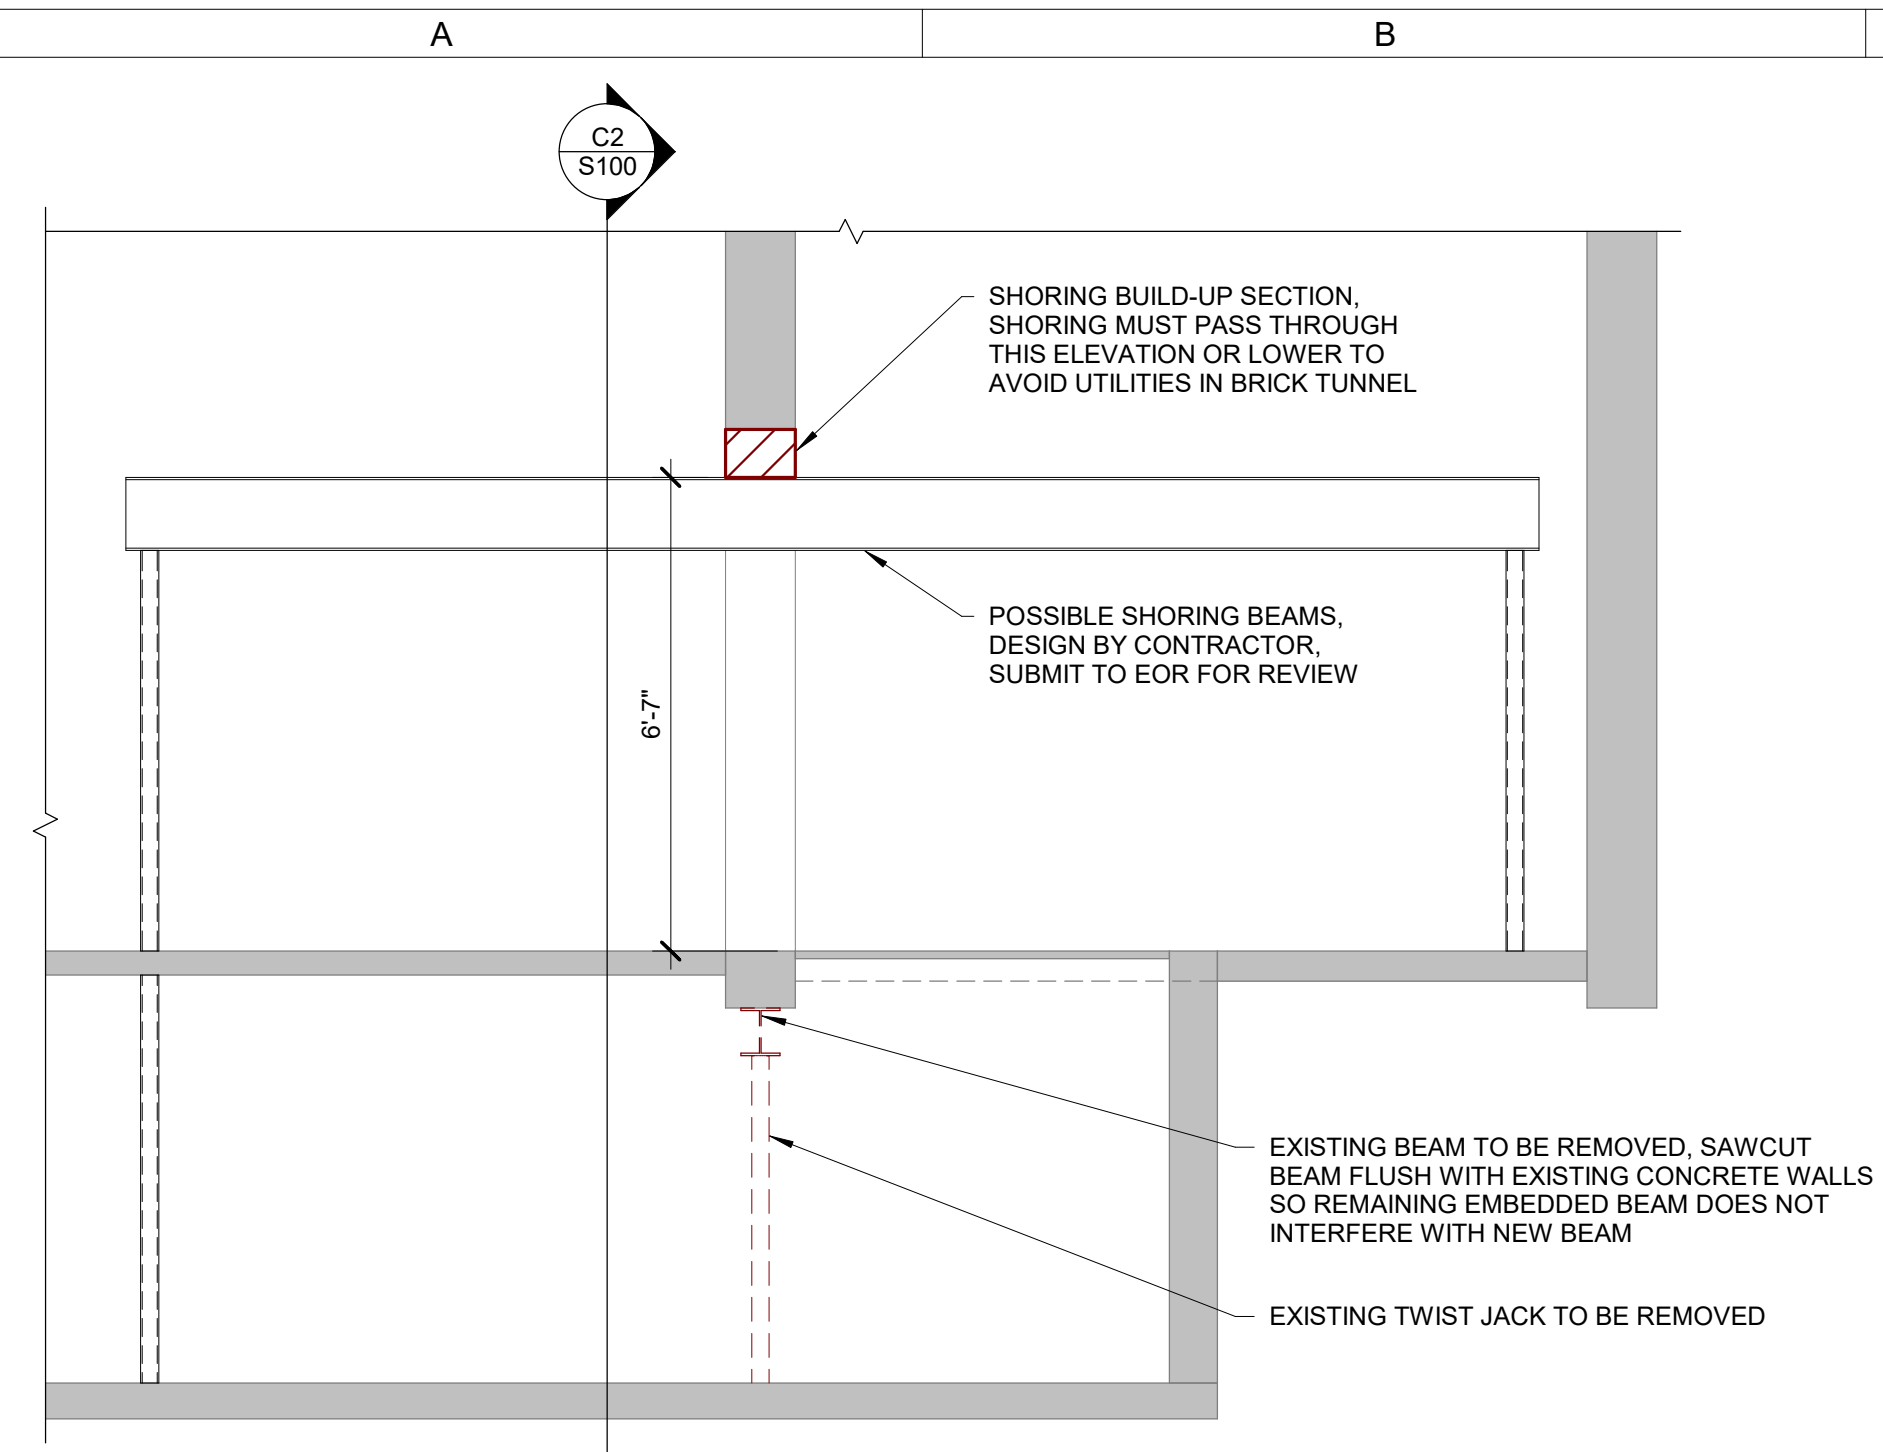 A
B
C2
S100
SHORING BUILD-UP SECTION,
SHORING MUST PASS THROUGH
THIS ELEVATION OR LOWER TO
AVOID UTILITIES IN BRICK TUNNEL
POSSIBLE SHORING BEAMS,
DESIGN BY CONTRACTOR,
SUBMIT TO EOR FOR REVIEW
6'-7"
EXISTING BEAM TO BE REMOVED, SAWCUT
BEAM FLUSH WITH EXISTING CONCRETE WALLS
SO REMAINING EMBEDDED BEAM DOES NOT
INTERFERE WITH NEW BEAM
EXISTING TWIST JACK TO BE REMOVED